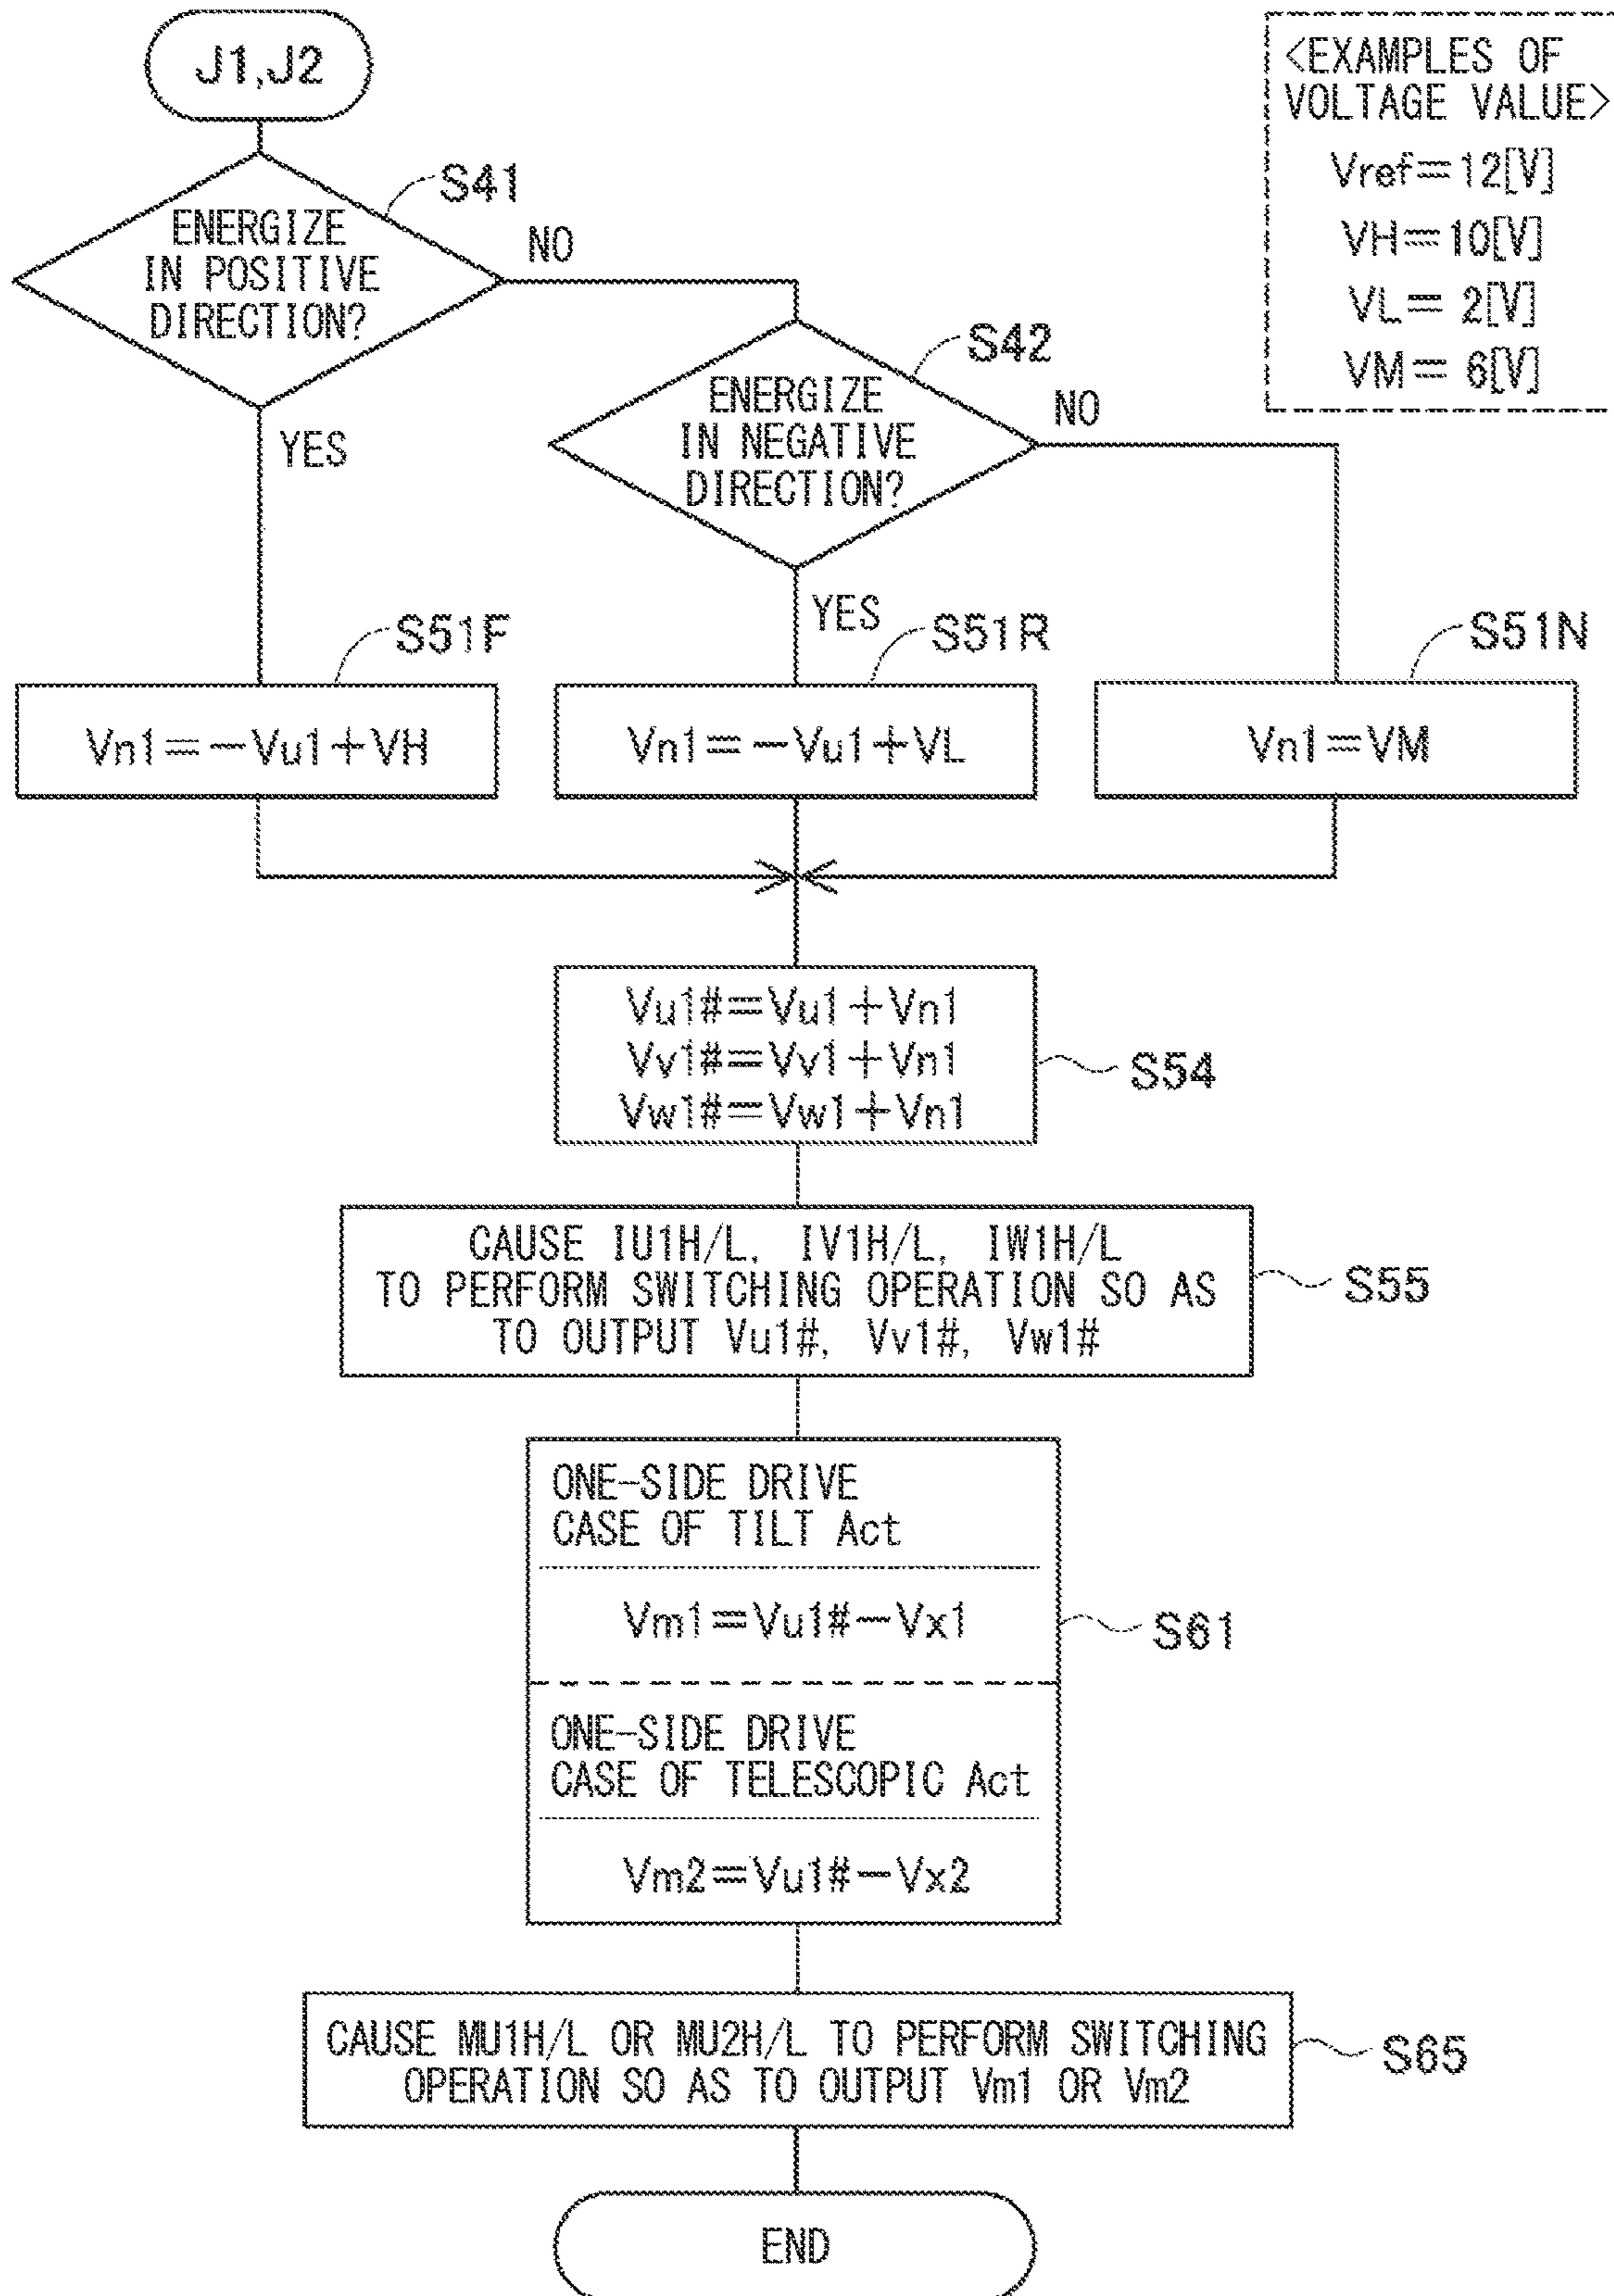 J1,J2
<EXAMPLES OF
VOLTAGE VALUE>
Vref=12[V]
VH=10[V]
VL= 2[V]
VM= 6[V]
S41
ENERGIZE
IN POSITIVE
DIRECTION?
NO
YES
S42
ENERGIZE
IN NEGATIVE
DIRECTION?
NO
YES
S51F
Vn1=-Vu1+VH
S51R
Vn1=-Vu1+VL
S51N
Vn1=VM
Vu1#=Vu1+Vn1
Vv1#=Vv1+Vn1
Vw1#=Vw1+Vn1
S54
CAUSE IU1H/L, IV1H/L, IW1H/L
TO PERFORM SWITCHING OPERATION SO AS
TO OUTPUT Vu1#, Vv1#, Vw1#
S55
ONE-SIDE DRIVE
CASE OF TILT Act
Vm1=Vu1#-Vx1
S61
ONE-SIDE DRIVE
CASE OF TELESCOPIC Act
Vm2=Vu1#-Vx2
CAUSE MU1H/L OR MU2H/L TO PERFORM SWITCHING
OPERATION SO AS TO OUTPUT Vm1 OR Vm2
S65
END